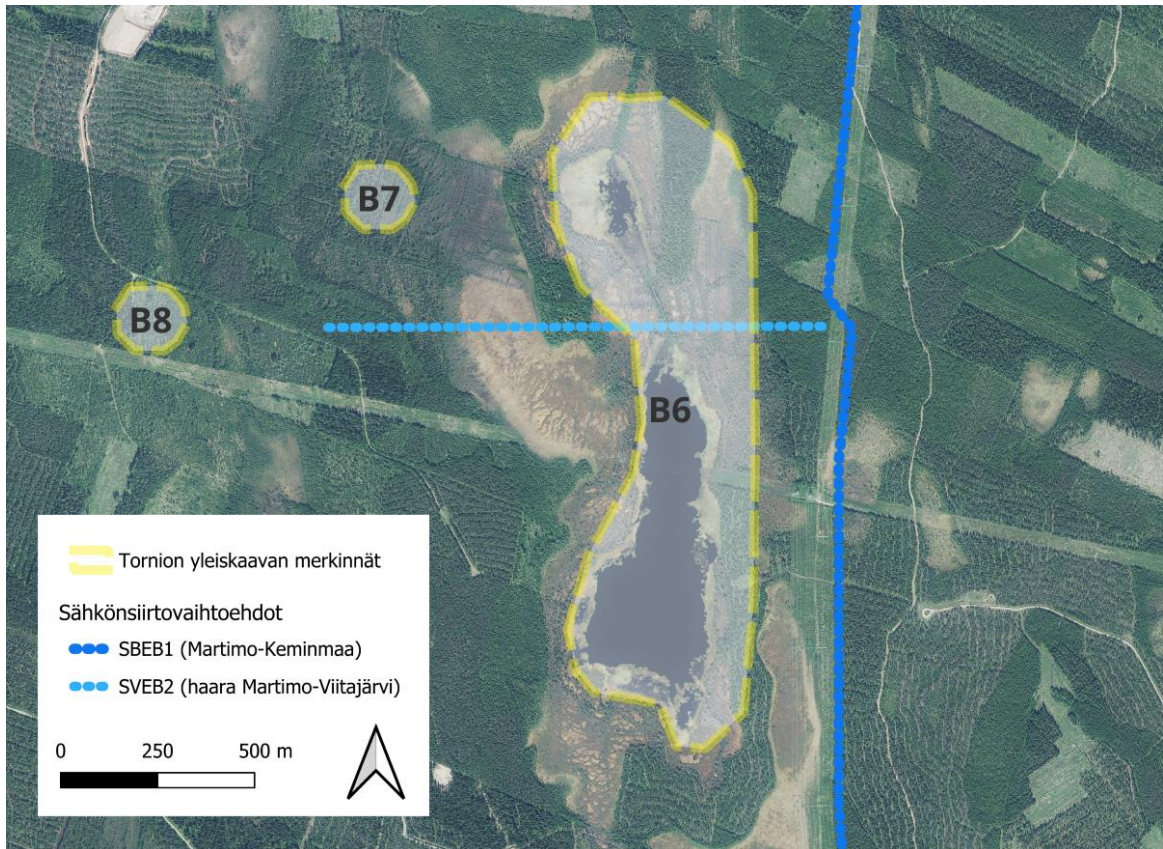 B7
B8
B6
Tornion yleiskaavan merkinnät
Sähkönsiirtovaihtoehdot
SBEB1 (Martimo-Keminmaa)
SVEB2 (haara Martimo-Viitajärvi)
0 250 500 m